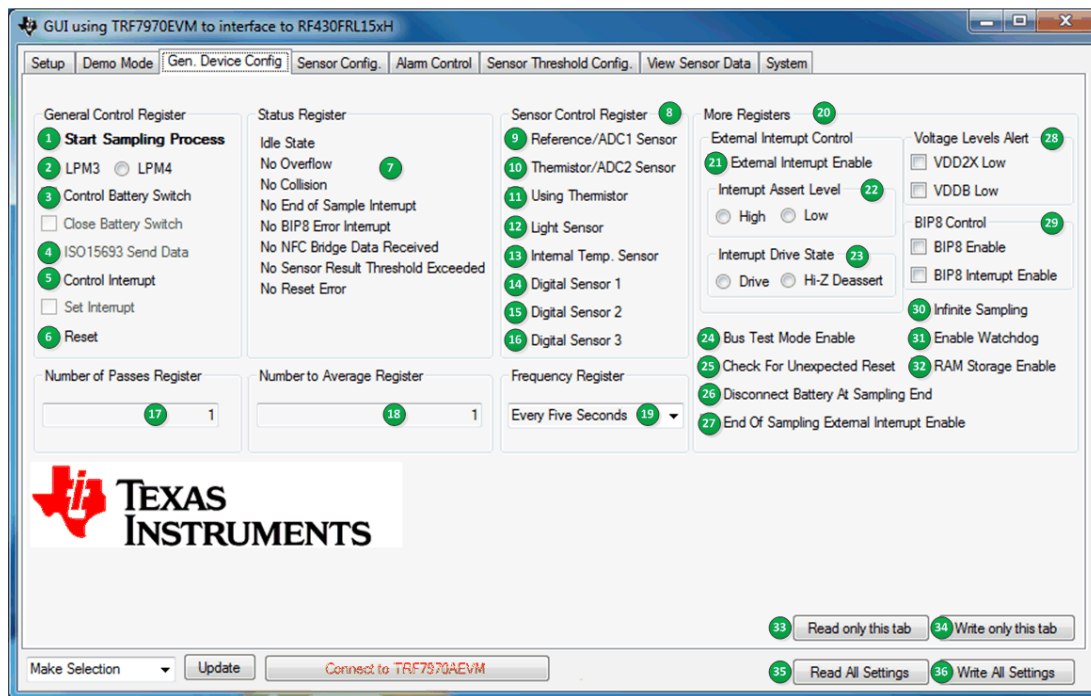 GUI using TRF7970EVM to interface to RF430FRL15xH
Setup Demo Mode Gen. Device Config Sensor Config. Alarm Control Sensor Threshold Config. View Sensor Data System
General Control Register
1 Start Sampling Process
2 LPM3 LPM4
3 Control Battery Switch
Close Battery Switch
4 ISO15693 Send Data
5 Control Interrupt
Set Interrupt
6 Reset
Status Register
Idle State
No Overflow
7
No Collision
No End of Sample Interrupt
No BIP8 Error Interrupt
No NFC Bridge Data Received
No Sensor Result Threshold Exceeded
No Reset Error
Sensor Control Register 8
9 Reference/ADC1 Sensor
10 Thermistor/ADC2 Sensor
11 Using Thermistor
12 Light Sensor
13 Internal Temp. Sensor
14 Digital Sensor 1
15 Digital Sensor 2
16 Digital Sensor 3
More Registers 20
External Interrupt Control
21 External Interrupt Enable
Interrupt Assert Level 22
High Low
Interrupt Drive State 23
Drive Hi-Z Deassert
Voltage Levels Alert 28
VDD2X Low
VDDB Low
BIP8 Control 29
BIP8 Enable
BIP8 Interrupt Enable
30 Infinite Sampling
24 Bus Test Mode Enable
31 Enable Watchdog
25 Check For Unexpected Reset
32 RAM Storage Enable
26 Disconnect Battery At Sampling End
27 End Of Sampling External Interrupt Enable
Number of Passes Register
17 1
Number to Average Register
18 1
Frequency Register
Every Five Seconds 19
TEXAS
INSTRUMENTS
33 Read only this tab
34 Write only this tab
Make Selection
Update
Connect to TRF7970AEVM
35 Read All Settings
36 Write All Settings